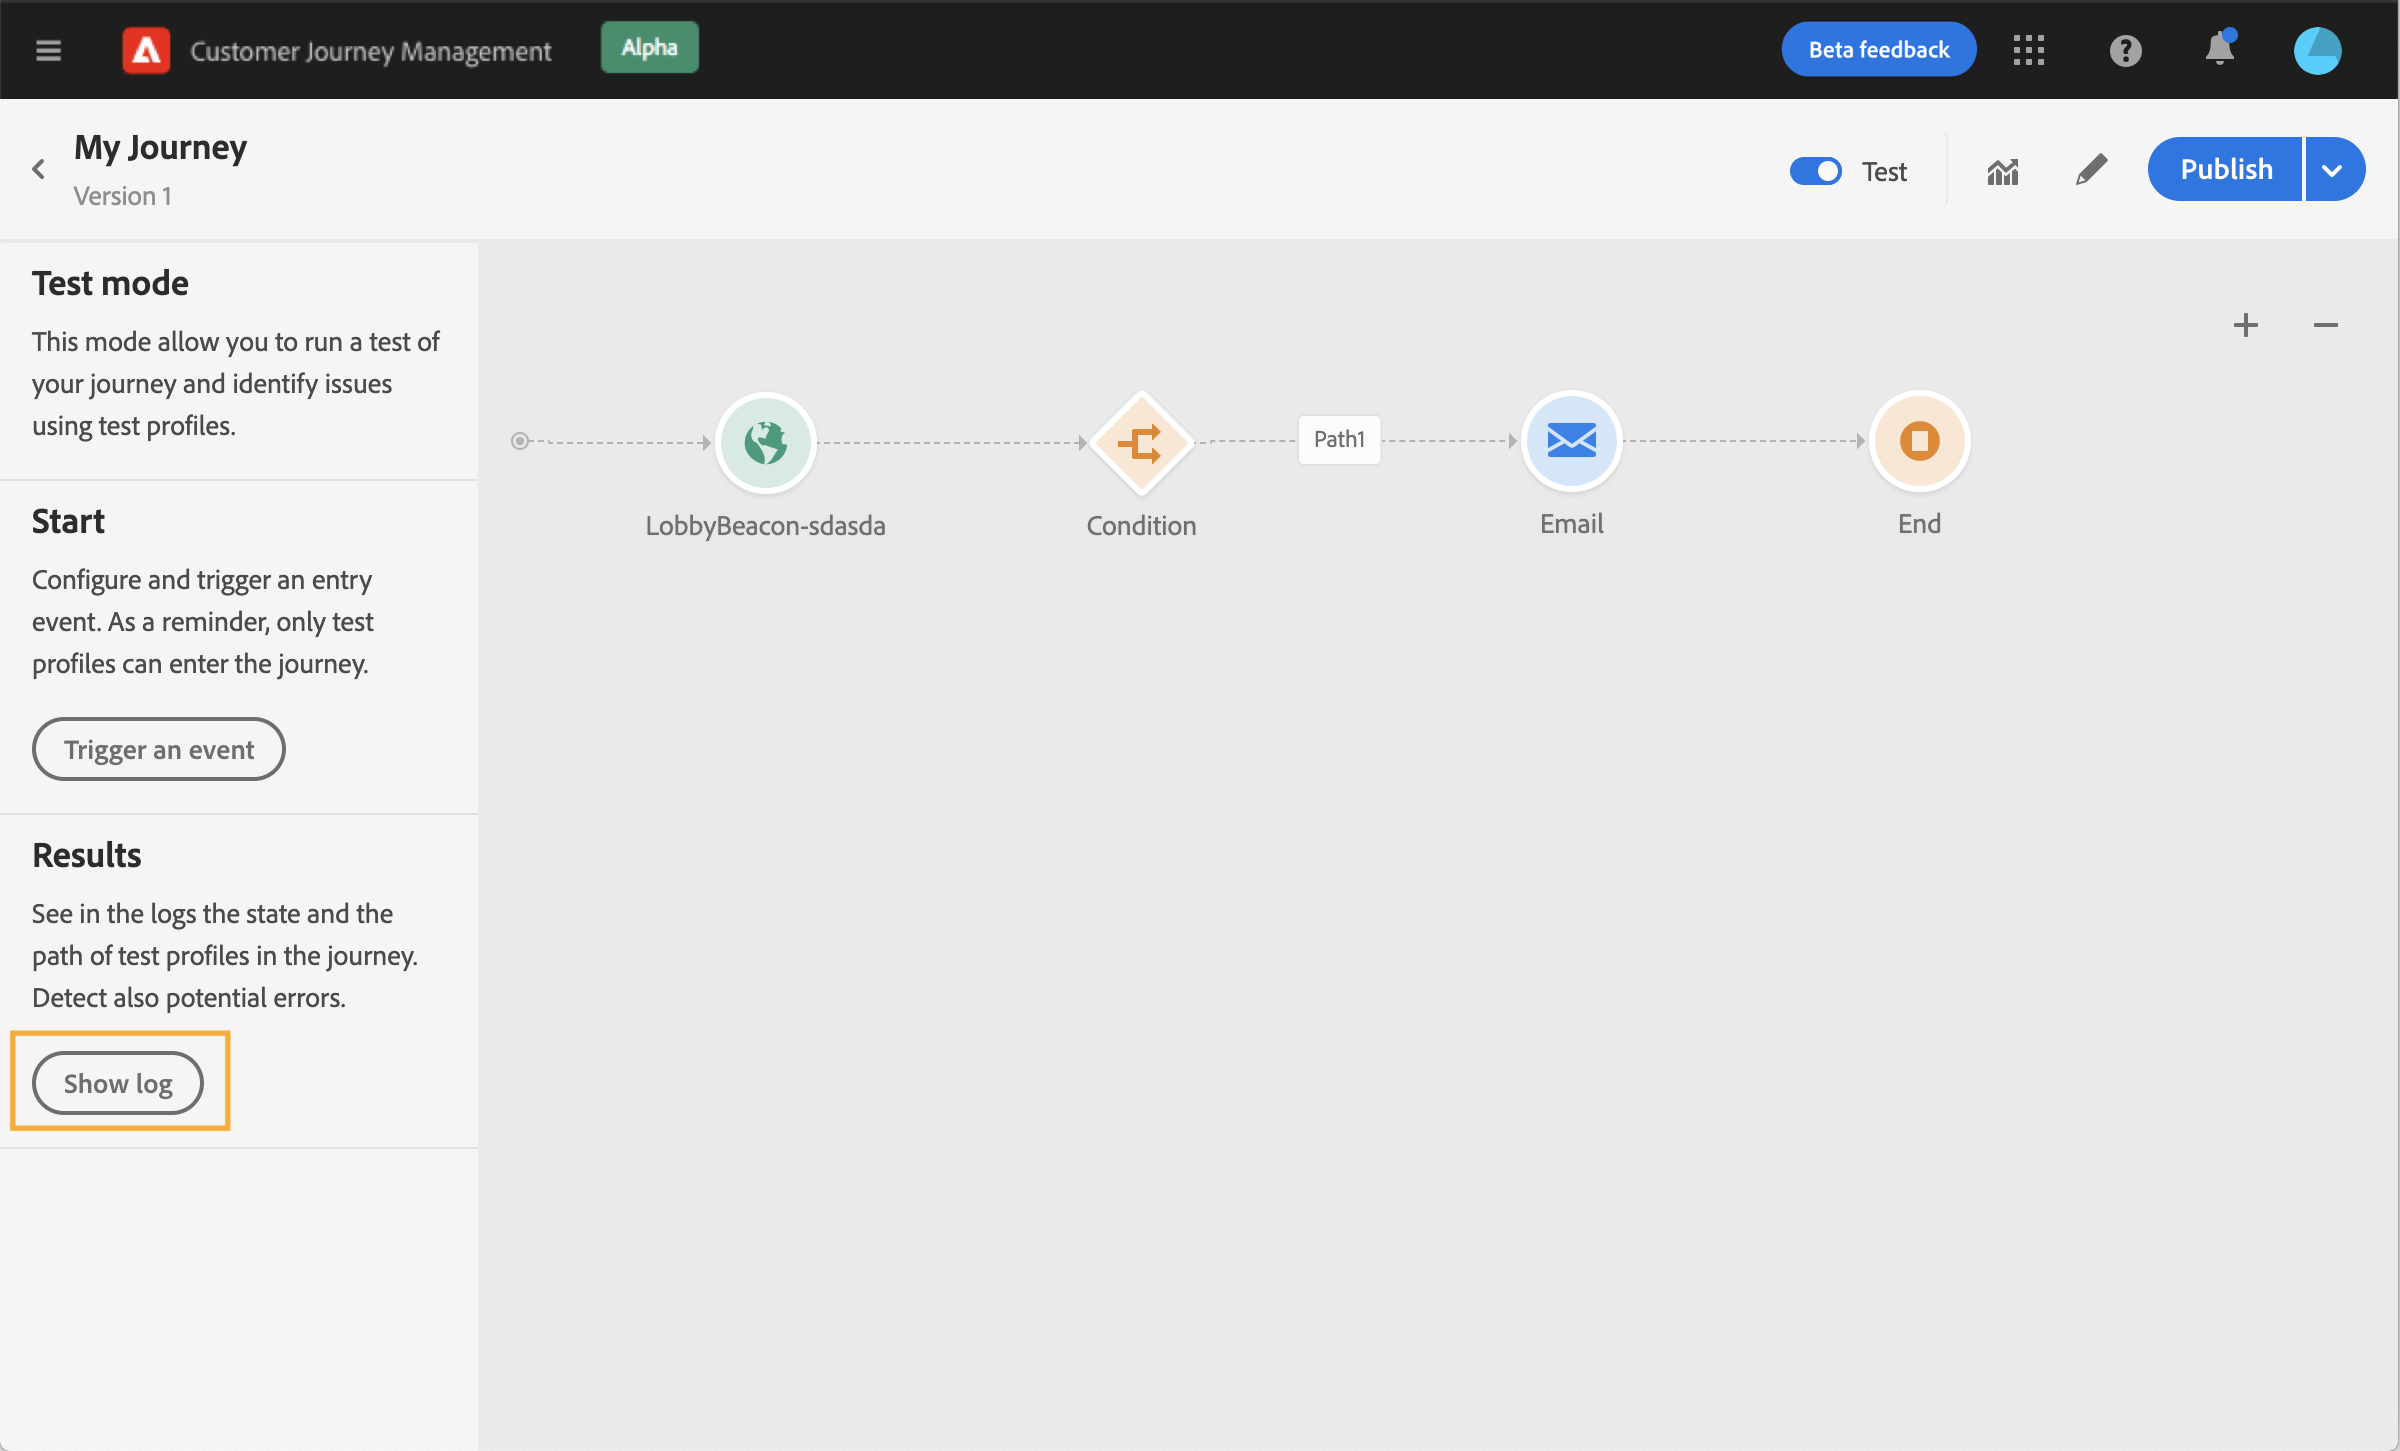 Customer Journey Management
Alpha
Beta feedback
My Journey
Version 1
Test
Publish
Test mode
This mode allow you to run a test of
your journey and identify issues
using test profiles.
Start
Configure and trigger an entry
event. As a reminder, only test
profiles can enter the journey.
Trigger an event
Results
See in the logs the state and the
path of test profiles in the journey.
Detect also potential errors.
Show log
LobbyBeacon-sdasda
Condition
Path1
Email
End